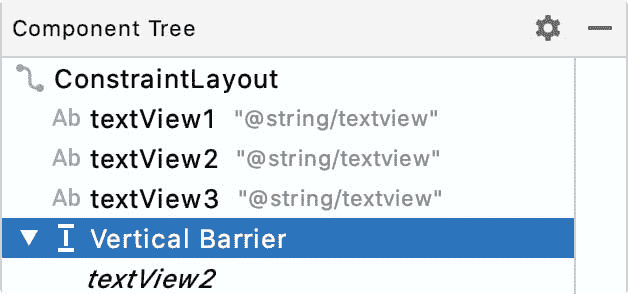 Component Tree
ConstraintLayout
Ab textView1 "@string/textview"
Ab textView2 "@string/textview"
Ab textView3 "@string/textview"
Vertical Barrier
textView2